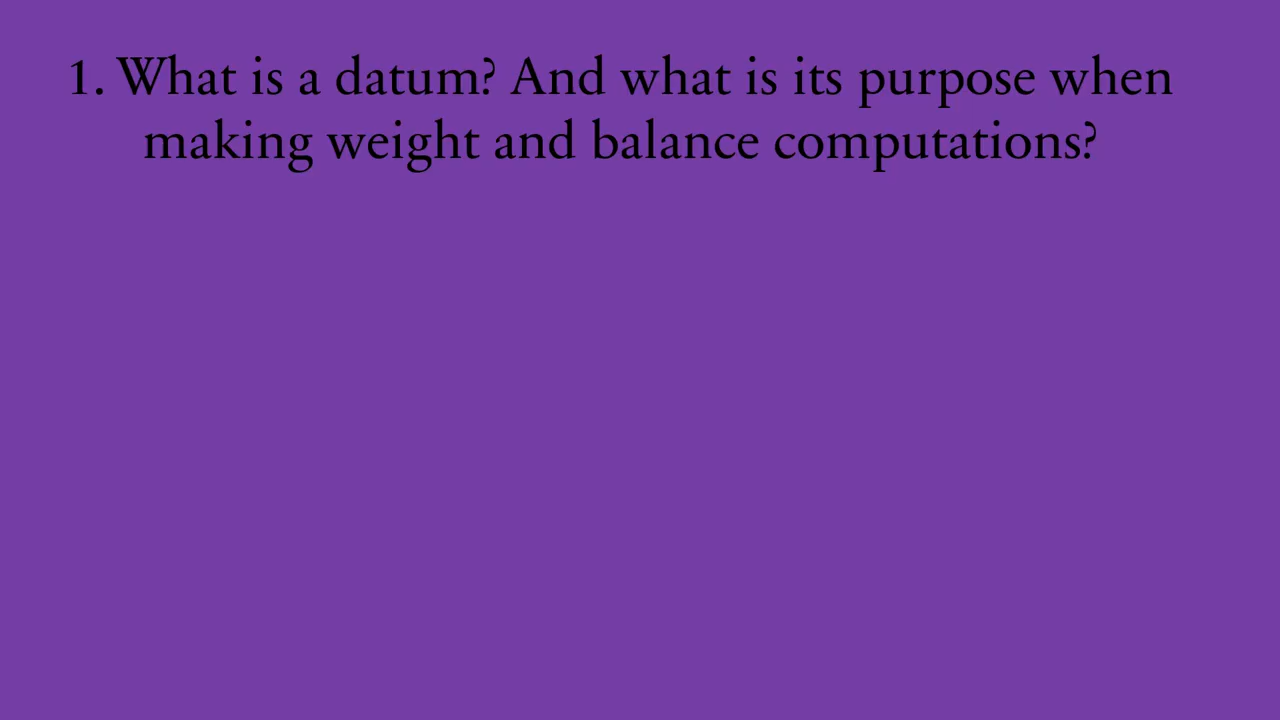 1. What is a datum? And what is its purpose when
making weight and balance computations?